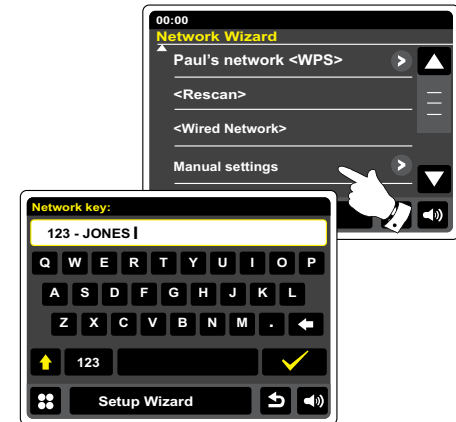 00:00
Network Wizard
Paul's network <WPS>
<Rescan>
<Wired Network>
Manual settings
Network key:
123 - JONES
Q W E R T Y U I O P
A S D F G H J K L
Z X C V B N M .
123
Setup Wizard